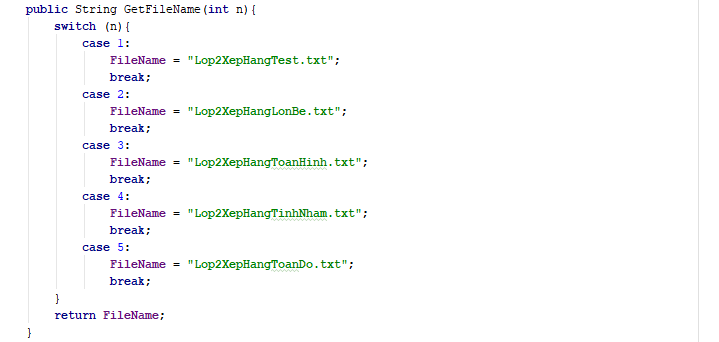 public String GetFileName(int n){
switch (n){
case 1:
FileName = "Lop2XepHangTest.txt";
break;
case 2:
FileName = "Lop2XepHangLonBe.txt";
break;
case 3:
FileName = "Lop2XepHangToanHinh.txt";
break;
case 4:
FileName = "Lop2XepHangTinhNham.txt";
break;
case 5:
FileName = "Lop2XepHangToanDo.txt";
break;
}
return FileName;
}